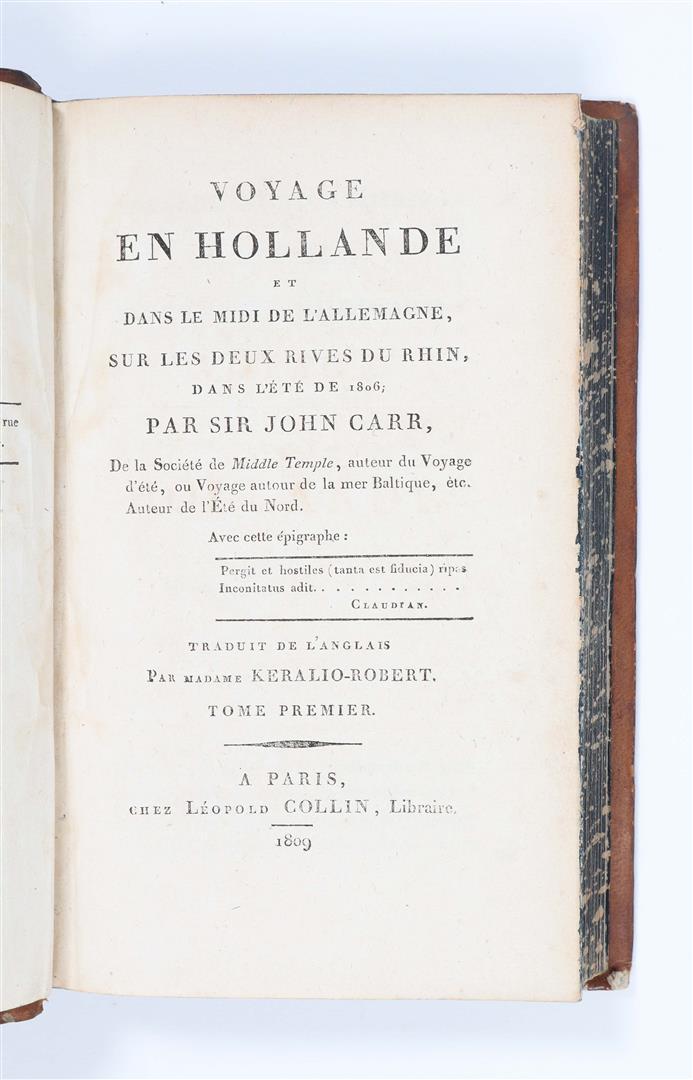 rue
VOYAGE
EN HOLLANDE
ET
DANS LE MIDI DE L'ALLEMAGNE,
SUR LES DEUX RIVES DU RHIN,
DANS L'ÉTÉ DE 1806;
PAR SIR JOHN CARR,
De la Société de Middle Temple, auteur du Voyage
d'été, ou Voyage autour de la mer Baltique, ètc.
Auteur de l'Été du Nord.
Avec cette épigraphe :
Pergit et hostiles (tanta est fiducia) ripas
Inconitatus adit. . . . . . . . . . . .
CLAUDIAN.
TRADUIT DE L'ANGLAIS
PAR MADAME KERALIO-ROBERT.
TOME PREMIER.
A PARIS,
CHEZ LÉOPOLD COLLIN, Libraire.
1809